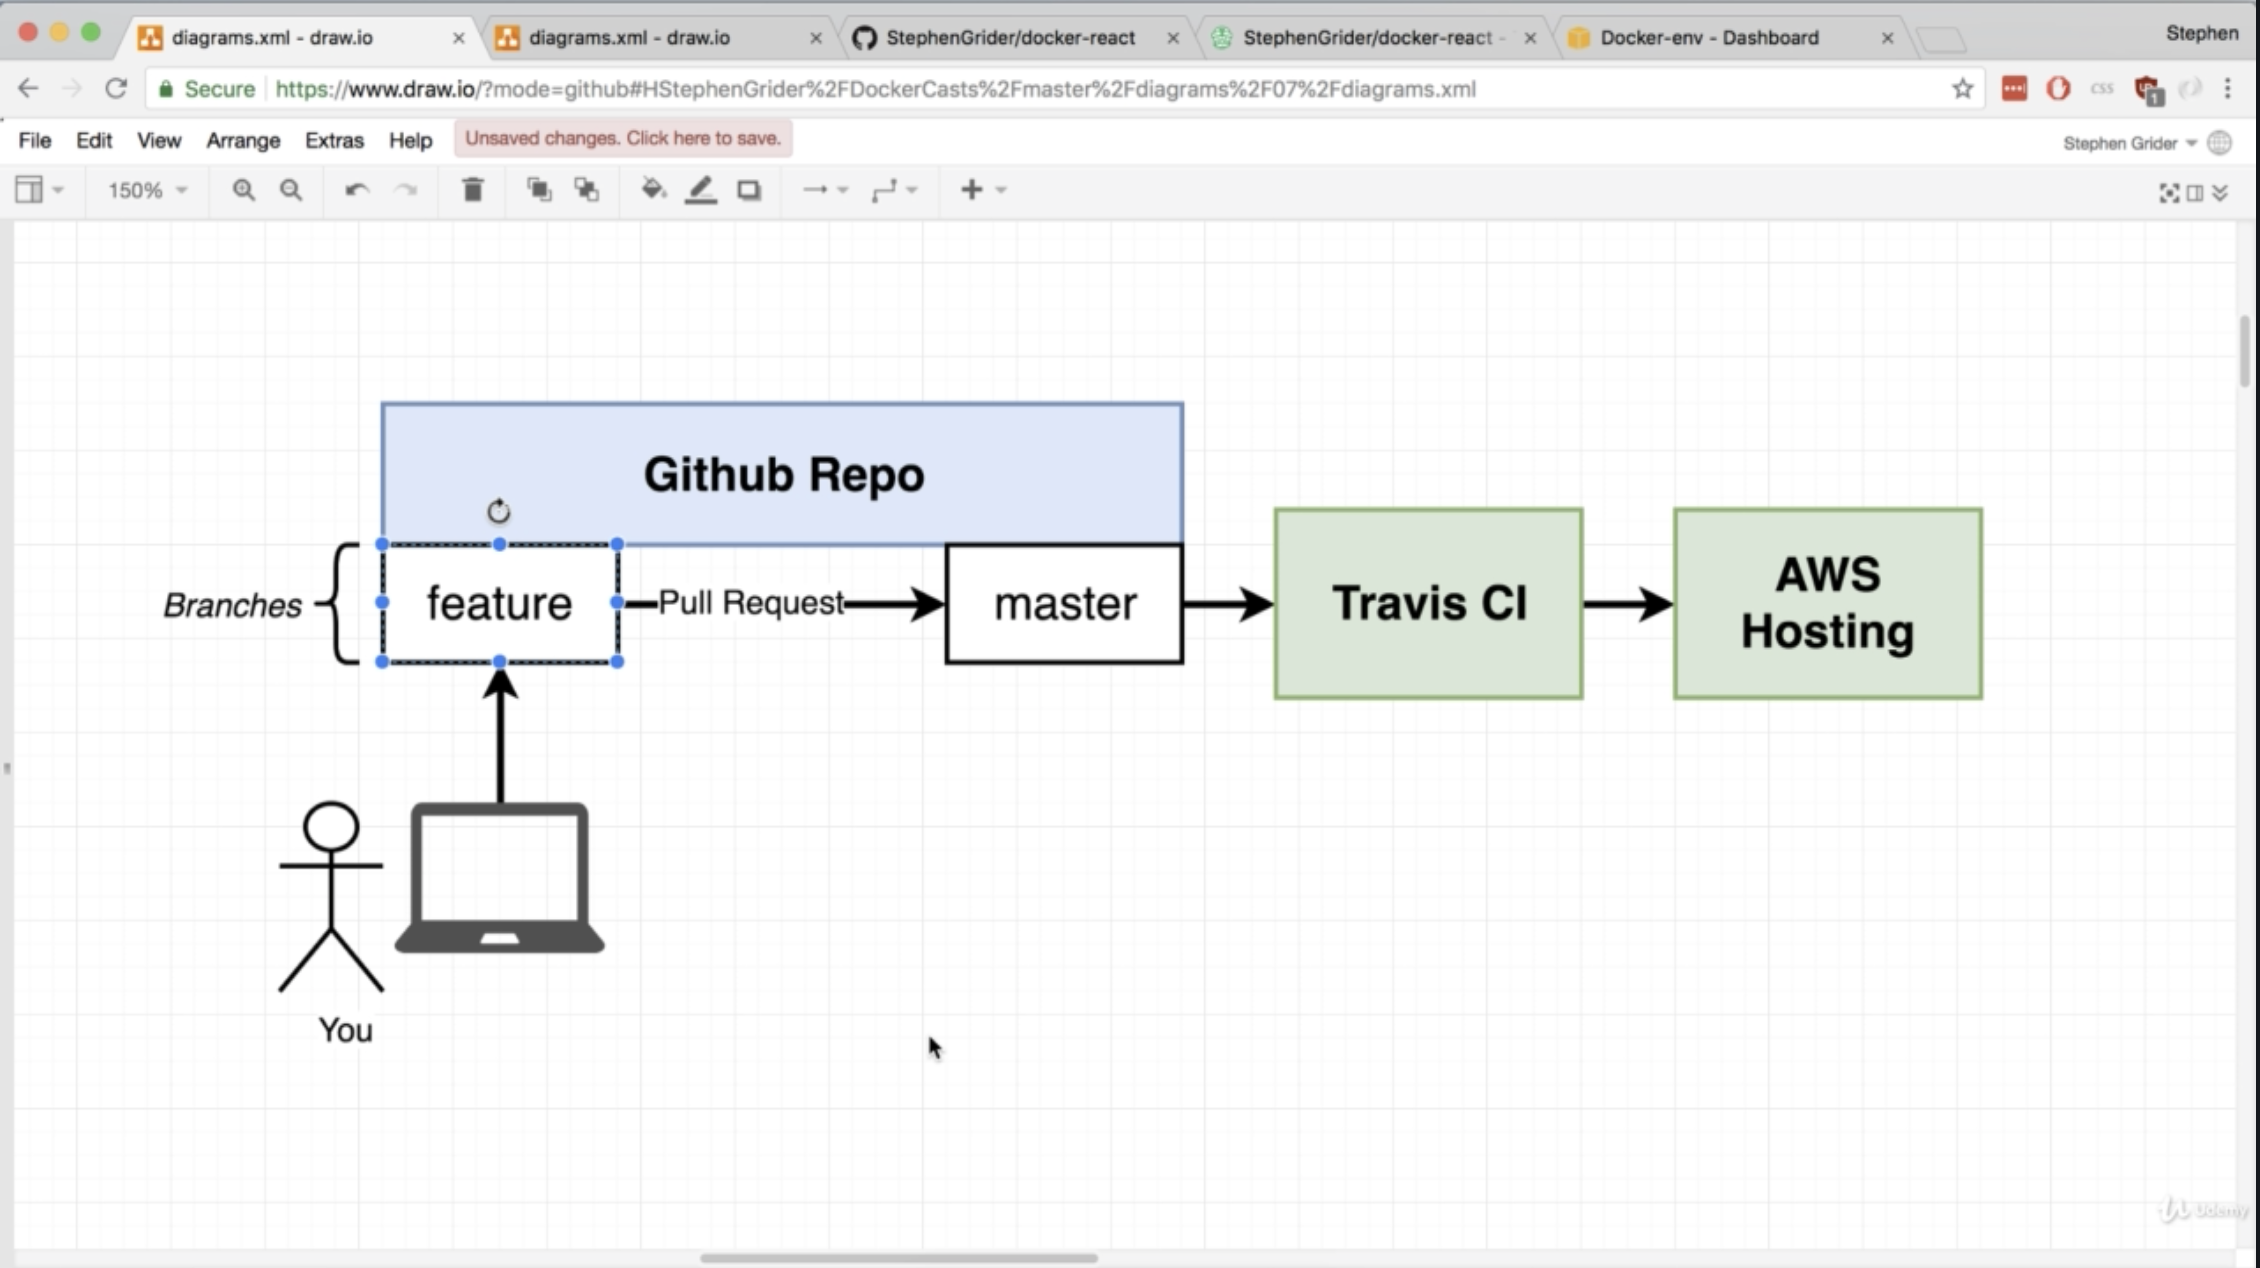 diagrams.xml - draw.io
diagrams.xml - draw.io
StephenGrider/docker-react
StephenGrider/docker-react -
Docker-env - Dashboard
Stephen
Secure
https://www.draw.io/?mode=github#HStephenGrider%2FDockerCasts%2Fmaster%2Fdiagrams%2F07%2Fdiagrams.xml
css
1
File Edit View Arrange Extras Help
Unsaved changes. Click here to save.
Stephen Grider
150%
Github Repo
Branches
feature
Pull Request
master
Travis CI
AWS
Hosting
You
Udemy